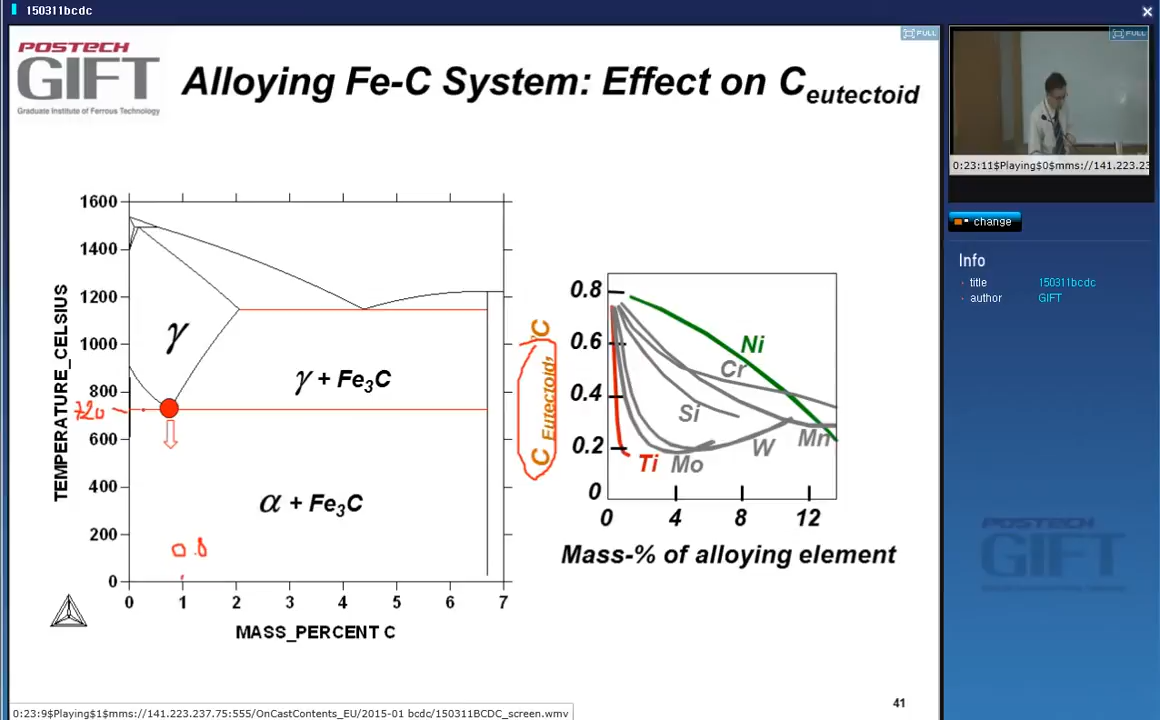 150311bcdc
POSTECH
GIFT
Graduate Institute of Ferrous Technology
Alloying Fe-C System: Effect on C eutectoid
FULL
FULL
0:23:11$Playing$0$mms://141.223.23
change
Info
title 150311bcdc
author GIFT
TEMPERATURE_CELSIUS
1600
1400
1200
1000
800
720
600
400
200
0
γ
γ + Fe3C
α + Fe3C
0.8
0 1 2 3 4 5 6 7
MASS_PERCENT C
C Eutectoid, °C
0.8
0.6
0.4
0.2
0
Ni
Cr
Si
Mn
W
Ti
Mo
0 4 8 12
Mass-% of alloying element
POSTECH
GIFT
41
0:23:9$Playing$1$mms://141.223.237.75:555/OnCastContents_EU/2015-01 bcdc/150311BCDC_screen.wmv